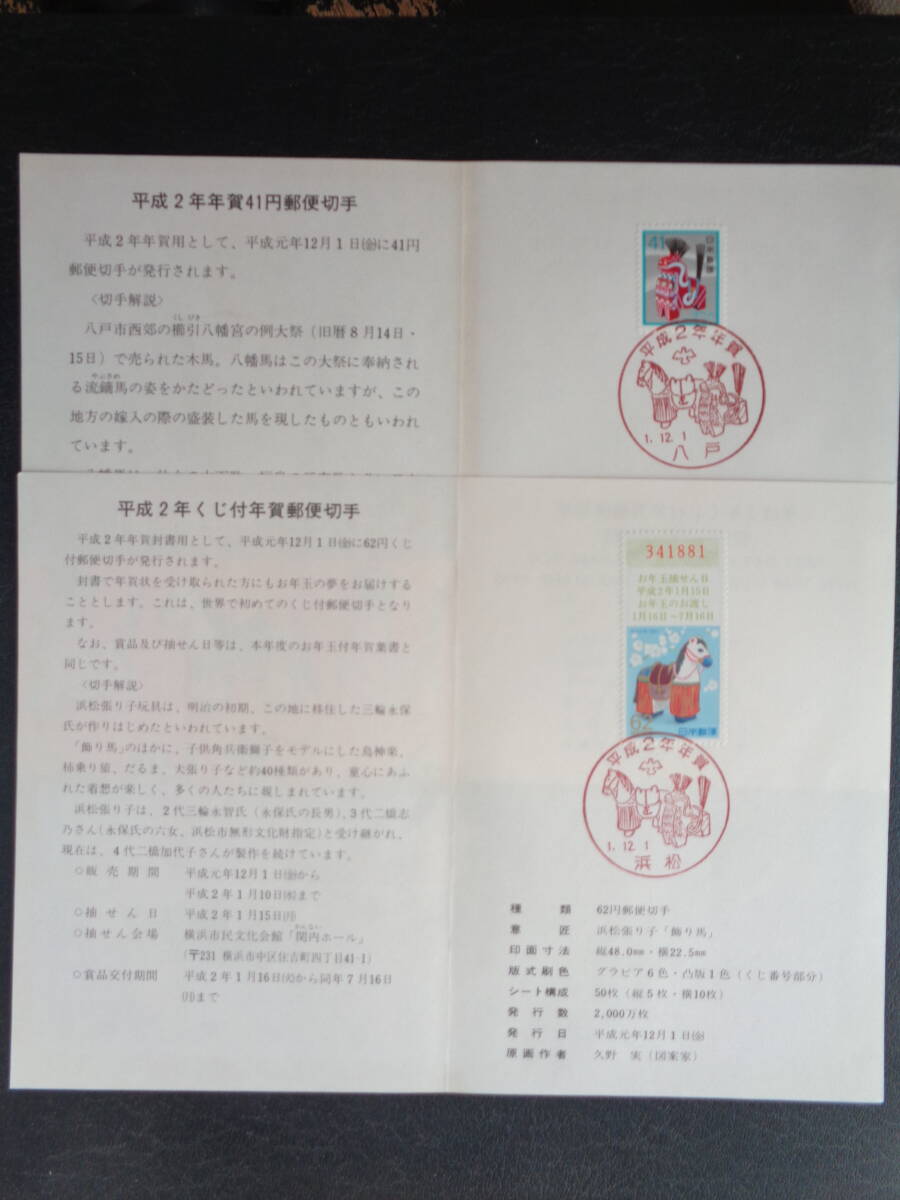 平成２年年賀41円郵便切手
平成２年年賀用として、平成元年12月１日㈮に41円
郵便切手が発行されます。
〈切手解説〉
くしびき
八戸市西郊の櫛引八幡宮の例大祭（旧暦８月14日・
15日）で売られた木馬。八幡馬はこの大祭に奉納され
やぶさめ
る流鏑馬の姿をかたどったといわれていますが、この
地方の嫁入の際の盛装した馬を現したものともいわれ
ています。
41
日本郵便
平成２年年賀
1.12.1
八戸
平成２年くじ付年賀郵便切手
平成２年年賀封書用として、平成元年12月１日㈮に62円くじ
付郵便切手が発行されます。
封書で年賀状を受け取られた方にもお年玉の夢をお届けする
こととします。これは、世界で初めてのくじ付郵便切手となり
ます。
なお、賞品及び抽せん日等は、本年度のお年玉付年賀葉書と
同じです。
〈切手解説〉
浜松張り子玩具は、明治の初期、この地に移住した三輪永保
氏が作りはじめたといわれています。
「飾り馬」のほかに、子供角兵衛獅子をモデルにした鳥神楽、
柿乗り猿、だるま、犬張り子など約40種類があり、童心にあふ
れた着想が楽しく、多くの人たちに親しまれています。
浜松張り子は、２代三輪永智氏（永保氏の長男）、３代二橋志
乃さん（永保氏の六女、浜松市無形文化財指定）と受け継がれ、
現在は、４代二橋加代子さんが製作を続けています。
○販売期間　平成元年12月１日㈮から
平成２年１月10日㈬まで
○抽せん日　平成２年１月15日㈪
かんない
○抽せん会場　横浜市民文化会館「関内ホール」
（〒231 横浜市中区住吉町四丁目41-1）
○賞品交付期間　平成２年１月16日㈫から同年７月16日
㈪まで
341881
お年玉抽せん日
平成２年１月15日
お年玉のお渡し
１月16日～７月16日
62
日本郵便
平成２年年賀
1.12.1
浜松
種類　62円郵便切手
意匠　浜松張り子「飾り馬」
印面寸法　縦48.0㎜・横22.5㎜
版式刷色　グラビア６色・凸版１色（くじ番号部分）
シート構成　50枚（縦５枚・横10枚）
発行数　2,000万枚
発行日　平成元年12月１日㈮
原画作者　久野　実（図案家）